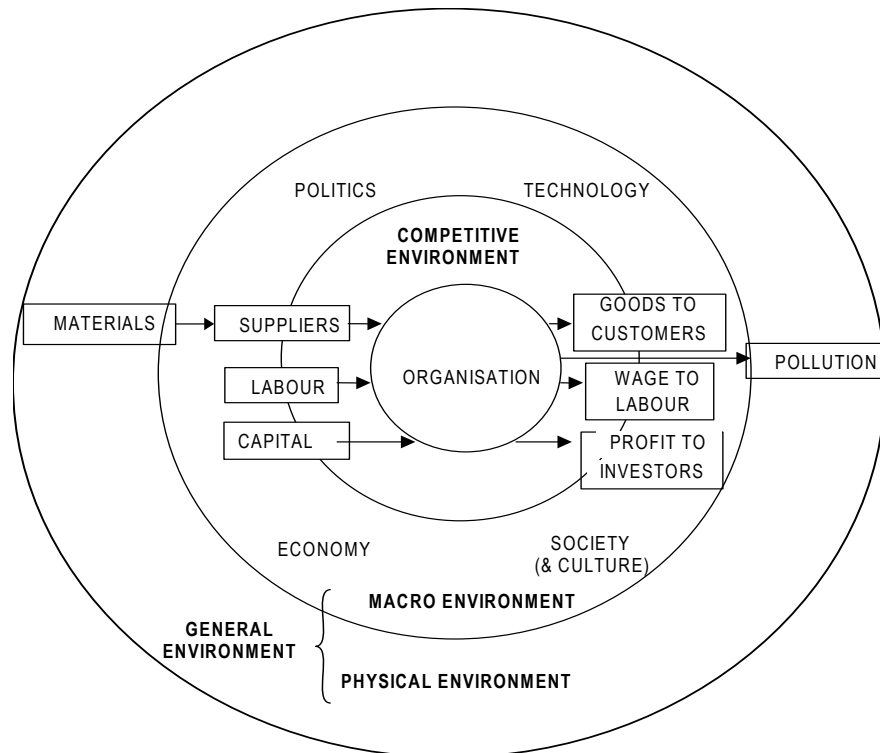 POLITICS
TECHNOLOGY
COMPETITIVE
ENVIRONMENT
MATERIALS
SUPPLIERS
LABOUR
CAPITAL
ORGANISATION
GOODS TO
CUSTOMERS
WAGE TO
LABOUR
PROFIT TO
INVESTORS
POLLUTION
ECONOMY
SOCIETY
(& CULTURE)
MACRO ENVIRONMENT
GENERAL
ENVIRONMENT
PHYSICAL ENVIRONMENT